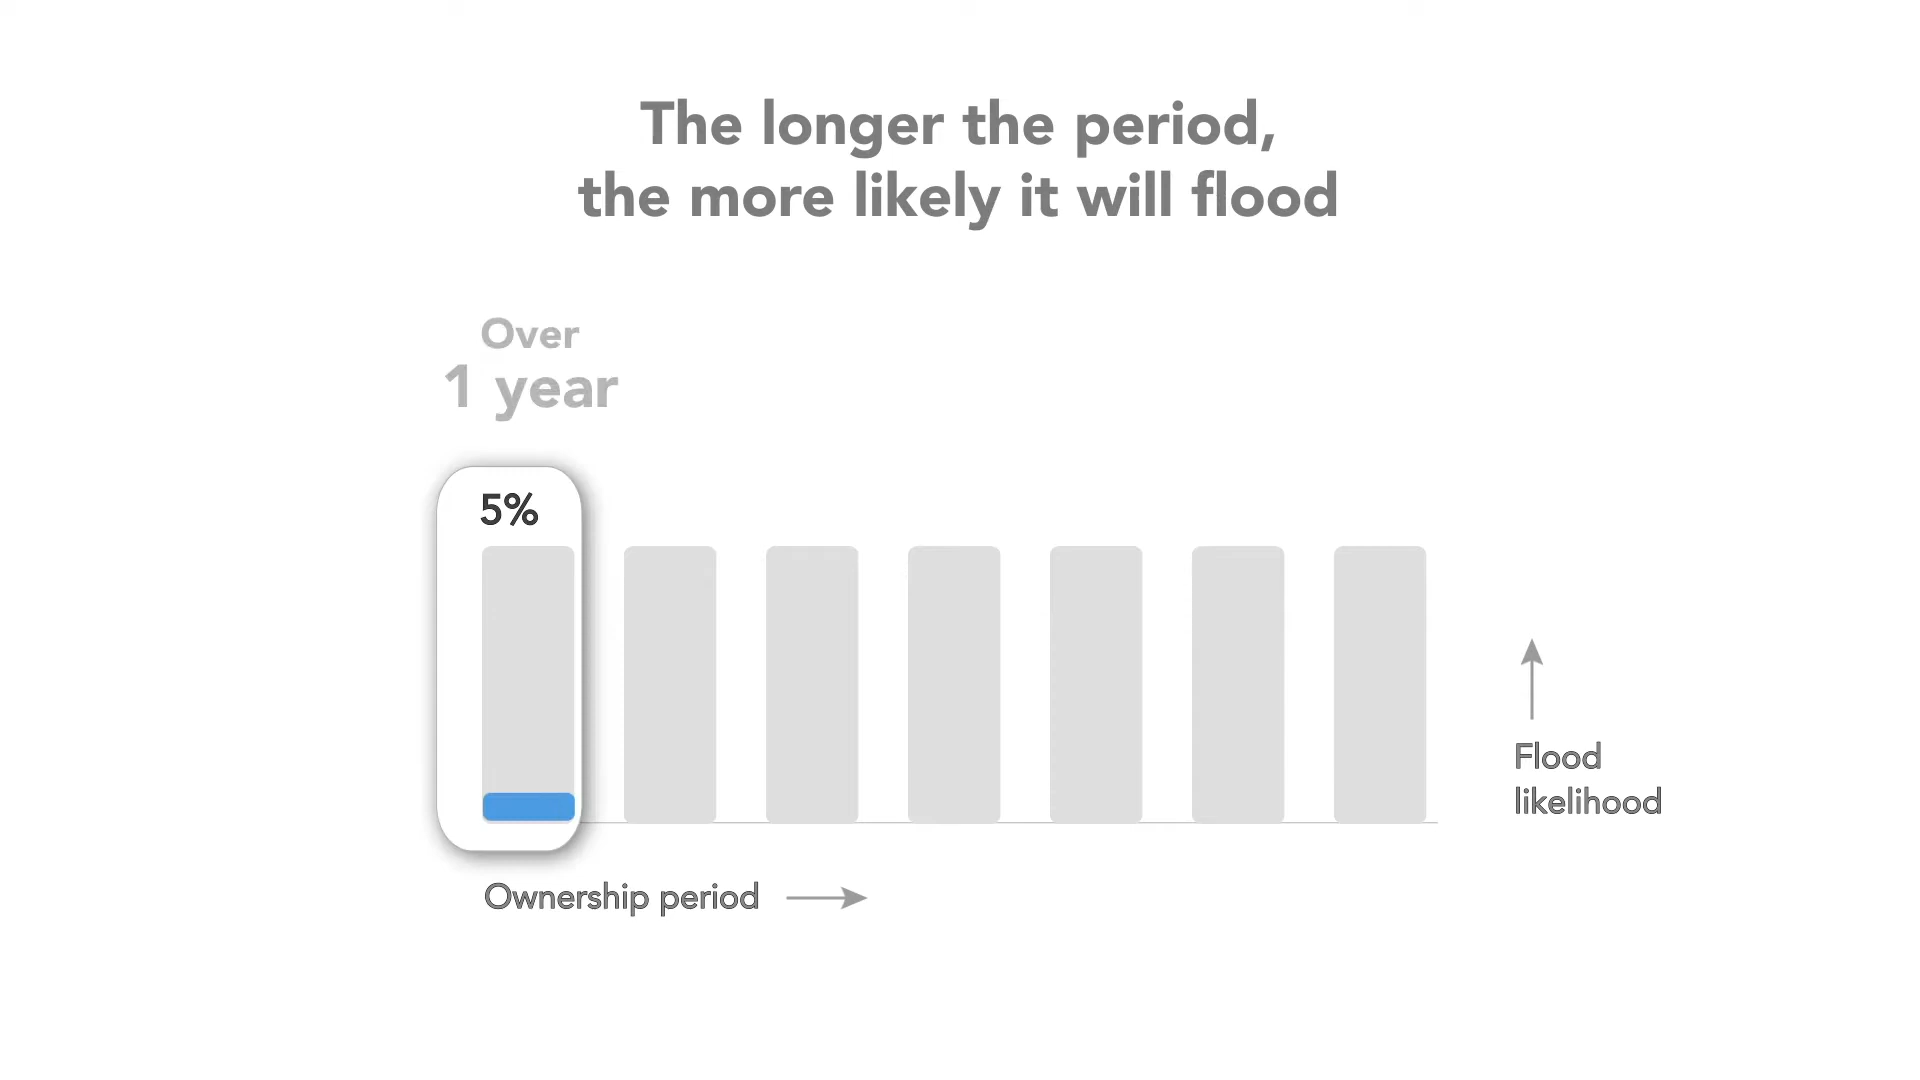 The longer the period,
the more likely it will flood
Over
1 year
5%
Flood
likelihood
Ownership period